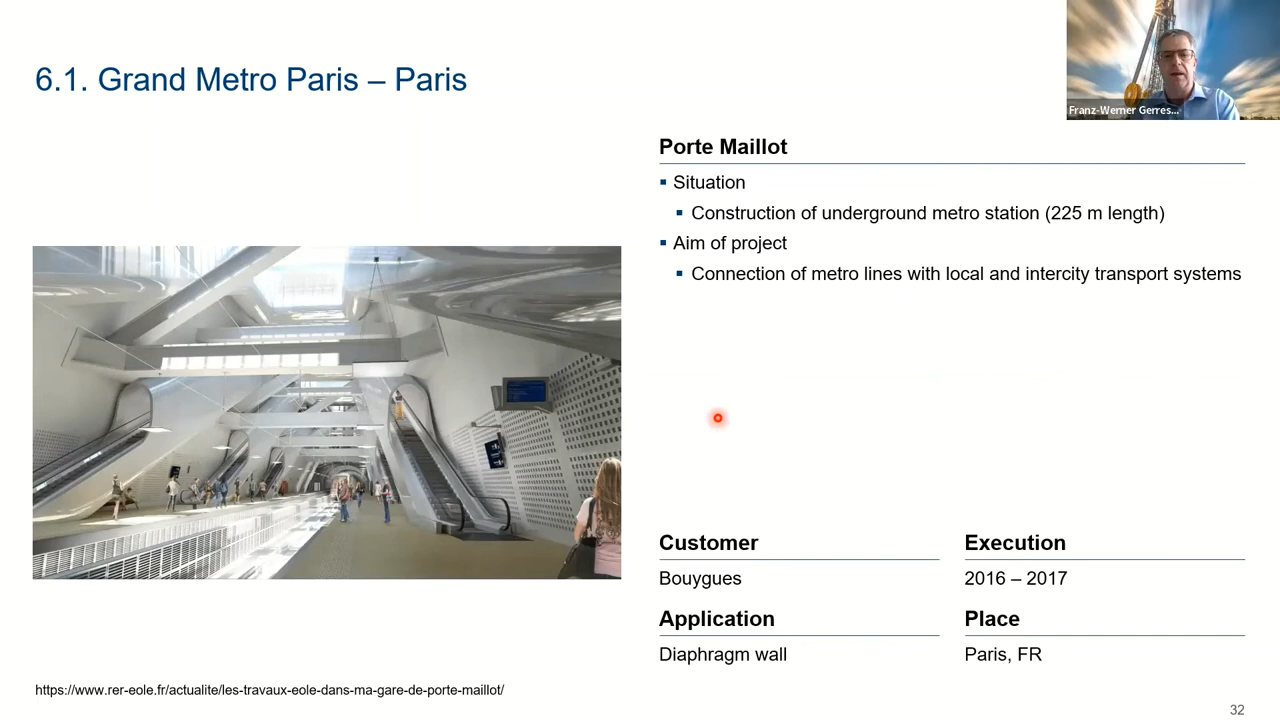 6.1. Grand Metro Paris – Paris
Franz-Werner Gerres...
Porte Maillot
▪ Situation
▪ Construction of underground metro station (225 m length)
▪ Aim of project
▪ Connection of metro lines with local and intercity transport systems
Customer
Bouygues
Execution
2016 – 2017
Application
Diaphragm wall
Place
Paris, FR
https://www.rer-eole.fr/actualite/les-travaux-eole-dans-ma-gare-de-porte-maillot/
32